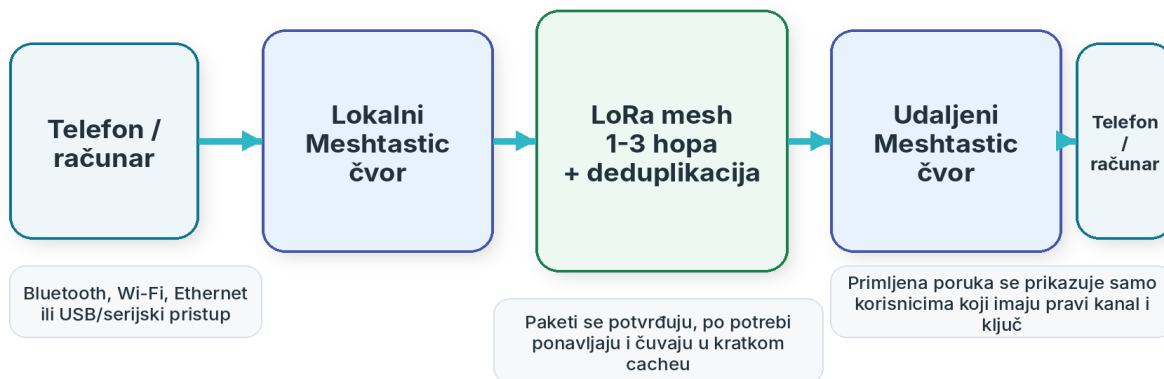 Telefon /
računar
Lokalni
Meshtastic
čvor
LoRa mesh
1-3 hopa
+ deduplikacija
Udaljeni
Meshtastic
čvor
Telefon
/
računar
Bluetooth, Wi-Fi, Ethernet
ili USB/serijski pristup
Paketi se potvrđuju, po potrebi
ponavljaju i čuvaju u kratkom
cacheu
Primljena poruka se prikazuje samo
korisnicima koji imaju pravi kanal i
ključ